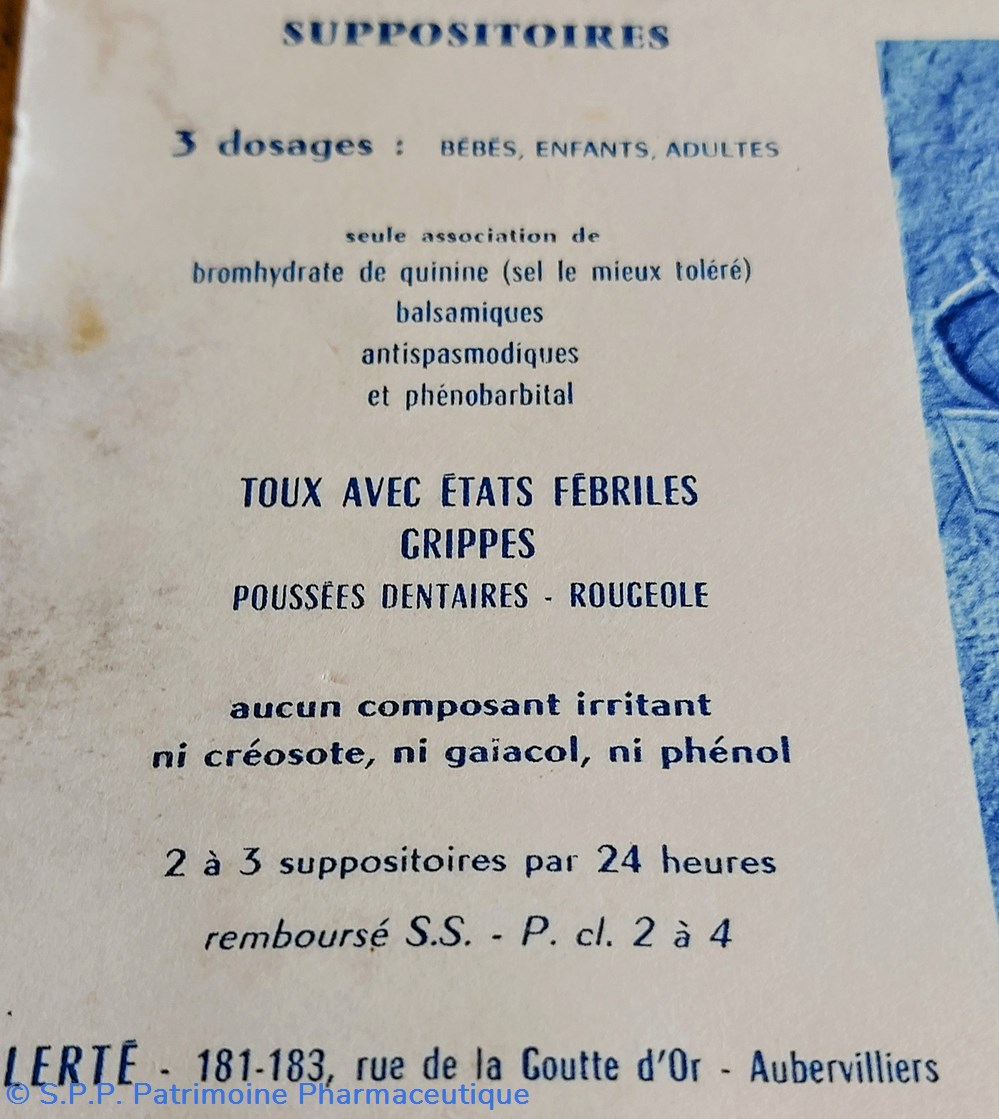 SUPPOSITOIRES
3 dosages : BÉBÉS, ENFANTS, ADULTES
seule association de
bromhydrate de quinine (sel le mieux toléré)
balsamiques
antispasmodiques
et phénobarbital
TOUX AVEC ÉTATS FÉBRILES
GRIPPES
POUSSÉES DENTAIRES - ROUGEOLE
aucun composant irritant
ni créosote, ni gaïacol, ni phénol
2 à 3 suppositoires par 24 heures
remboursé S.S. - P. cl. 2 à 4
LERTÉ - 181-183, rue de la Goutte d'Or - Aubervilliers
© S.P.P. Patrimoine Pharmaceutique